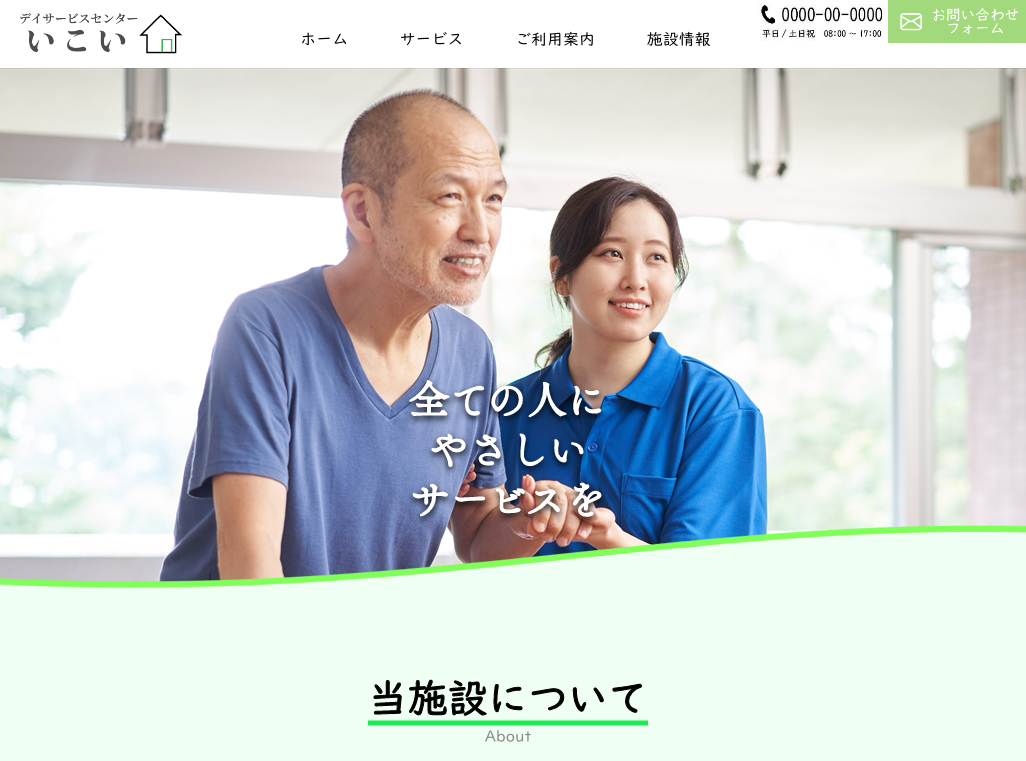 デイサービスセンター
いこい
ホーム
サービス
ご利用案内
施設情報
0000-00-0000
平日 / 土日祝　08:00 ～ 17:00
お問い合わせ
フォーム
全ての人に
やさしい
サービスを
当施設について
About